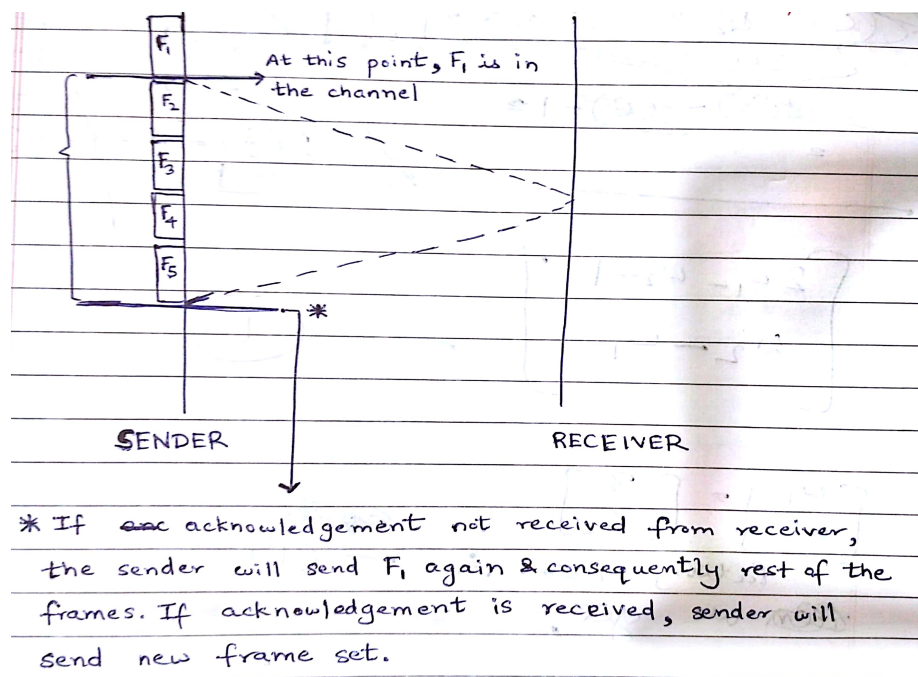 F₁
At this point, F₁ is in
the channel
F₂
F₃
F₄
F₅
*
SENDER
RECEIVER
* If acknowledgement not received from receiver,
the sender will send F₁ again & consequently rest of the
frames. If acknowledgement is received, sender will
send new frame set.